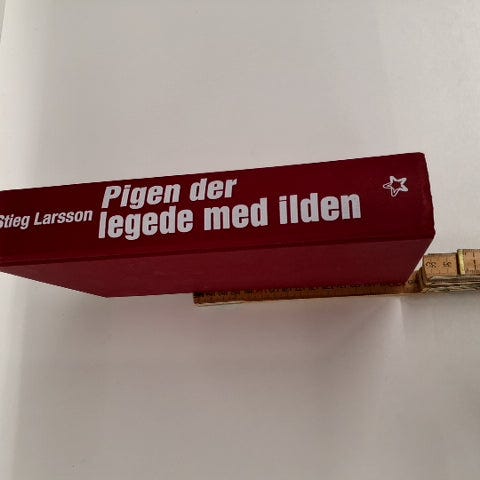 Stieg Larsson
Pigen der
legede med ilden